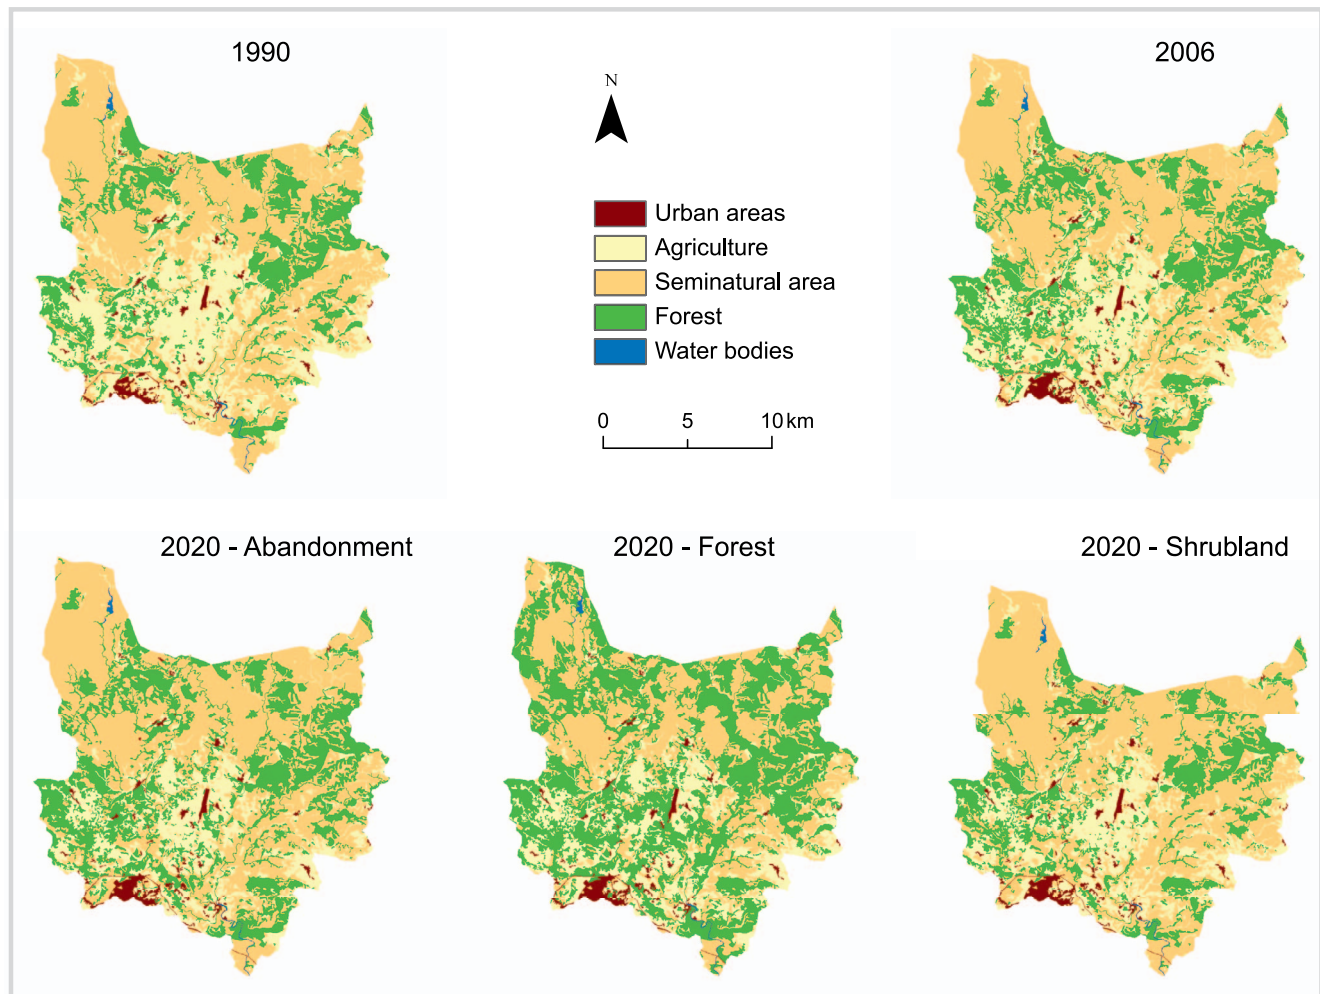 1990
2006
N
Urban areas
Agriculture
Seminatural area
Forest
Water bodies
0 5 10 km
2020 - Abandonment
2020 - Forest
2020 - Shrubland